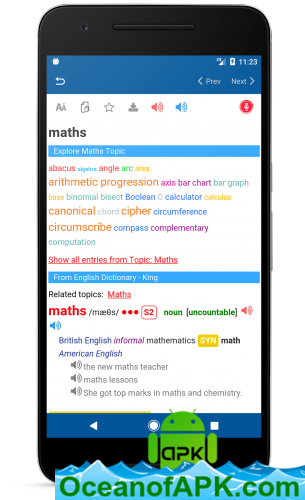 11:23
Prev Next
AA
maths
Explore Maths Topic
abacus algebra angle arc area
arithmetic progression axis bar chart bar graph
base binomial bisect Boolean C calculator calculus
canonical chord cipher circumference
circumscribe compass complementary
computation
Show all entries from Topic: Maths
From English Dictionary - King
Related topics: Maths
maths /mæθs/ ●●● S2 noun [uncountable]
British English informal mathematics SYN math
American English
the new maths teacher
maths lessons
She got top marks in maths and chemistry.
APK
OceanofAPK.com